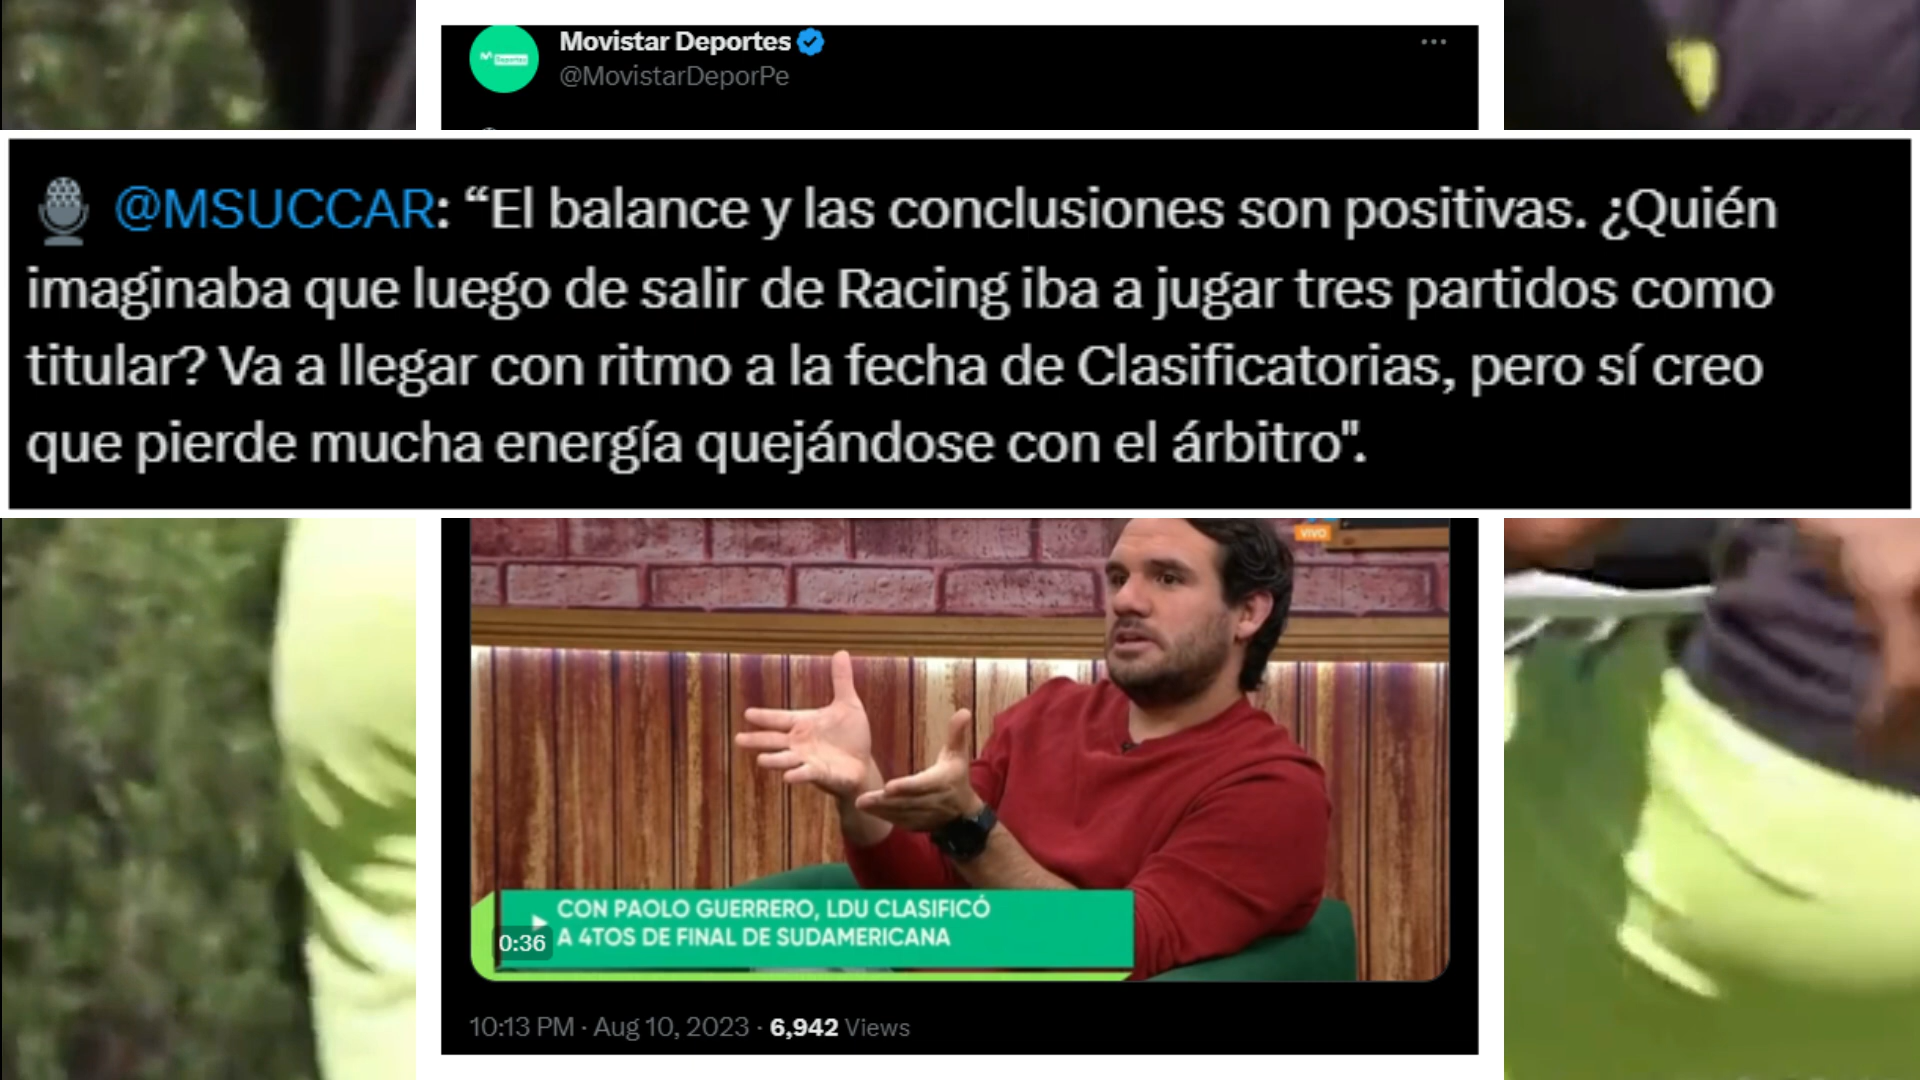 Movistar Deportes
@MovistarDeporPe
@MSUCCAR: “El balance y las conclusiones son positivas. ¿Quién
imaginaba que luego de salir de Racing iba a jugar tres partidos como
titular? Va a llegar con ritmo a la fecha de Clasificatorias, pero sí creo
que pierde mucha energía quejándose con el árbitro".
VIVO
CON PAOLO GUERRERO, LDU CLASIFICÓ
A 4TOS DE FINAL DE SUDAMERICANA
0:36
10:13 PM · Aug 10, 2023 · 6,942 Views